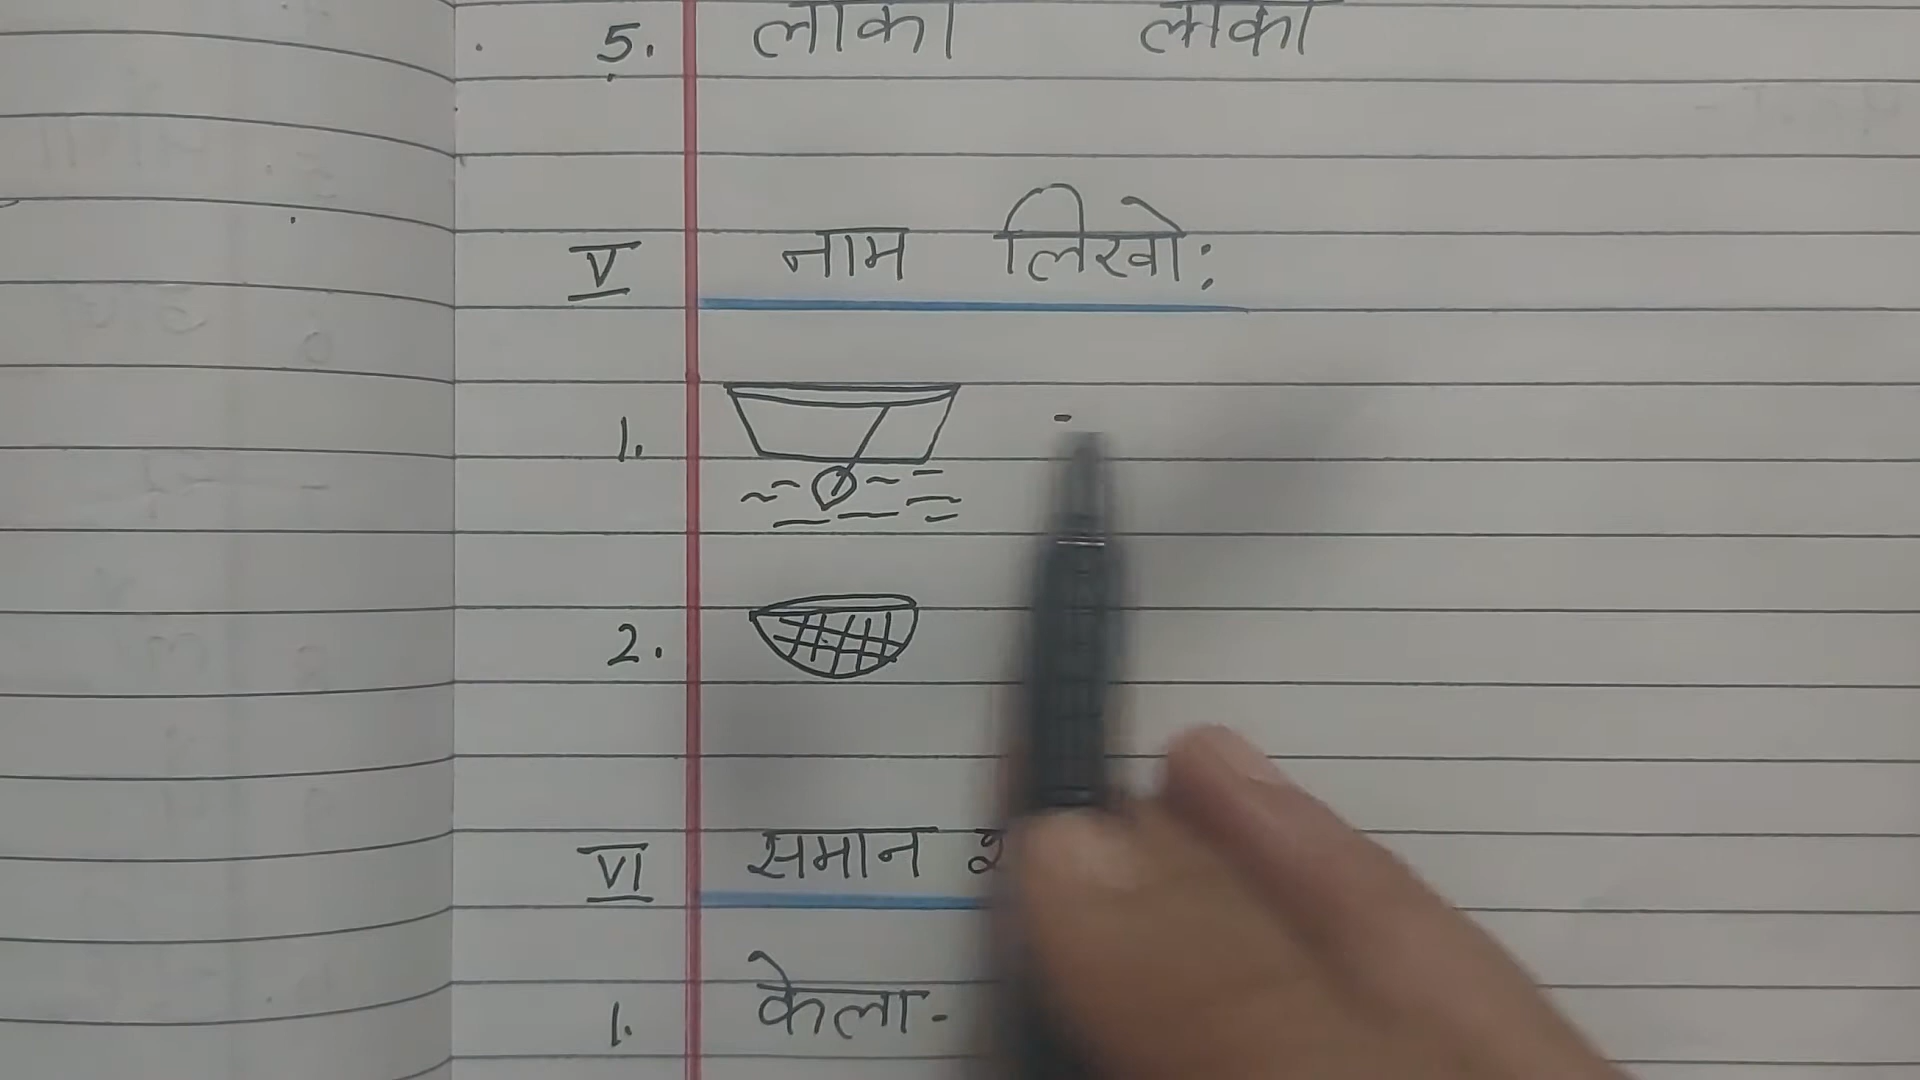 5. लाका लाका
V नाम लिखो:
1. -
2.
VI समान
1. केला-